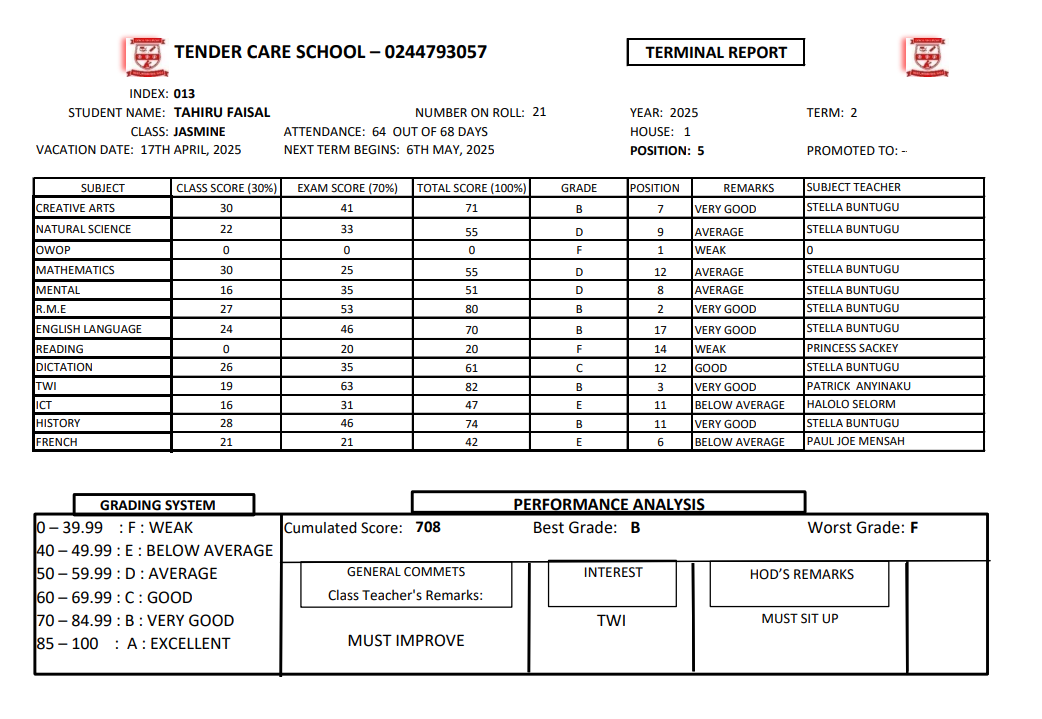 TENDER CARE SCHOOL – 0244793057
TERMINAL REPORT
INDEX: 013
STUDENT NAME: TAHIRU FAISAL NUMBER ON ROLL: 21 YEAR: 2025 TERM: 2
CLASS: JASMINE ATTENDANCE: 64 OUT OF 68 DAYS HOUSE: 1
VACATION DATE: 17TH APRIL, 2025 NEXT TERM BEGINS: 6TH MAY, 2025 POSITION: 5 PROMOTED TO: --
SUBJECT CLASS SCORE (30%) EXAM SCORE (70%) TOTAL SCORE (100%) GRADE POSITION REMARKS SUBJECT TEACHER
CREATIVE ARTS 30 41 71 B 7 VERY GOOD STELLA BUNTUGU
NATURAL SCIENCE 22 33 55 D 9 AVERAGE STELLA BUNTUGU
OWOP 0 0 0 F 1 WEAK 0
MATHEMATICS 30 25 55 D 12 AVERAGE STELLA BUNTUGU
MENTAL 16 35 51 D 8 AVERAGE STELLA BUNTUGU
R.M.E 27 53 80 B 2 VERY GOOD STELLA BUNTUGU
ENGLISH LANGUAGE 24 46 70 B 17 VERY GOOD STELLA BUNTUGU
READING 0 20 20 F 14 WEAK PRINCESS SACKEY
DICTATION 26 35 61 C 12 GOOD STELLA BUNTUGU
TWI 19 63 82 B 3 VERY GOOD PATRICK ANYINAKU
ICT 16 31 47 E 11 BELOW AVERAGE HALOLO SELORM
HISTORY 28 46 74 B 11 VERY GOOD STELLA BUNTUGU
FRENCH 21 21 42 E 6 BELOW AVERAGE PAUL JOE MENSAH
GRADING SYSTEM
0 – 39.99 : F : WEAK
40 – 49.99 : E : BELOW AVERAGE
50 – 59.99 : D : AVERAGE
60 – 69.99 : C : GOOD
70 – 84.99 : B : VERY GOOD
85 – 100 : A : EXCELLENT
PERFORMANCE ANALYSIS
Cumulated Score: 708 Best Grade: B Worst Grade: F
GENERAL COMMETS
Class Teacher's Remarks:
MUST IMPROVE
INTEREST
TWI
HOD'S REMARKS
MUST SIT UP